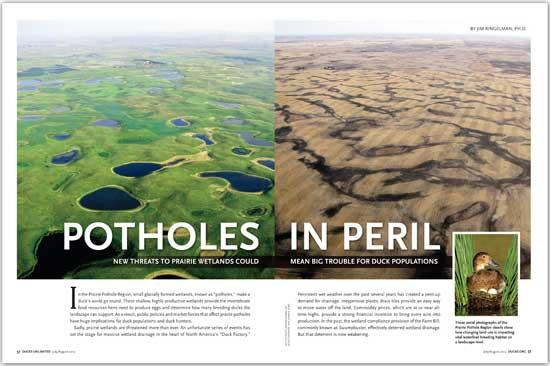 BY JIM RINGELMAN, PH.D.
POTHOLES IN PERIL
NEW THREATS TO PRAIRIE WETLANDS COULD MEAN BIG TROUBLE FOR DUCK POPULATIONS
In the Prairie Pothole Region, small glacially formed wetlands, known as "potholes," make a
duck's world go round. These shallow, highly productive wetlands provide the invertebrate
food resources hens need to produce eggs and determine how many breeding ducks the
landscape can support. As a result, public policies and market forces that affect prairie potholes
have huge implications for duck populations and duck hunters.
Sadly, prairie wetlands are threatened more than ever. An unfortunate series of events has
set the stage for massive wetland drainage in the heart of North America's "Duck Factory."
Persistent wet weather over the past several years has created a pent-up
demand for drainage. Inexpensive plastic drain tiles provide an easy way
to move water off the land. Commodity prices, which are at or near all-
time highs, provide a strong financial incentive to bring every acre into
production. In the past, the wetland compliance provision of the Farm Bill,
commonly known as Swampbuster, effectively deterred wetland drainage.
But that deterrent is now weakening.
These aerial photographs of the
Prairie Pothole Region clearly show
how changing land use is impacting
vital waterfowl breeding habitat on
a landscape level.
DUCKS UNLIMITED
DUCKS.ORG